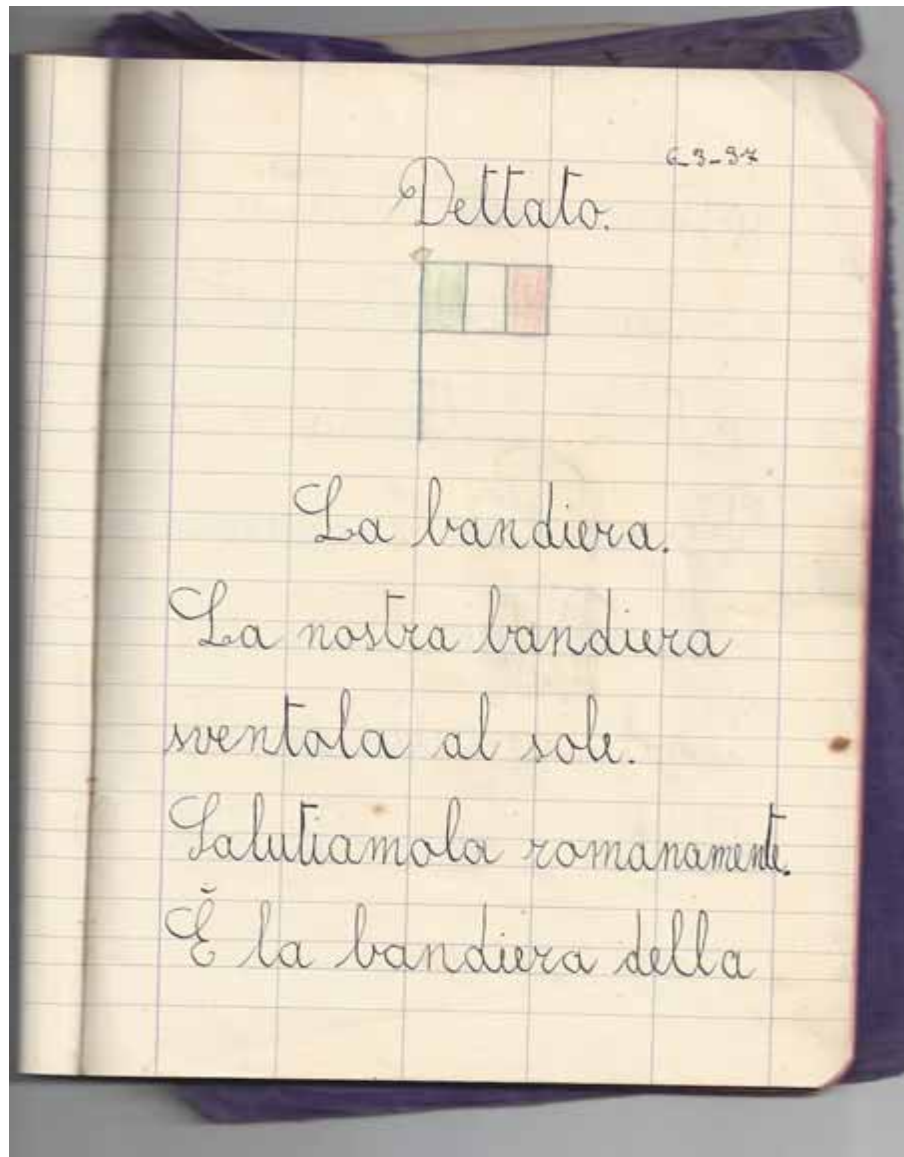 6-3-37
Dettato.
La bandiera.
La nostra bandiera
sventola al sole.
Salutiamola romanamente.
È la bandiera della